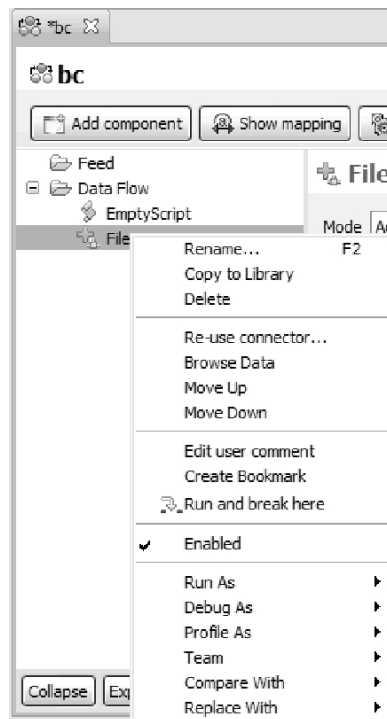 *bc
bc
Add component Show mapping
Feed
Data Flow
EmptyScript
File
File
Mode
Rename... F2
Copy to Library
Delete
Re-use connector...
Browse Data
Move Up
Move Down
Edit user comment
Create Bookmark
Run and break here
Enabled
Run As
Debug As
Profile As
Team
Compare With
Replace With
Collapse